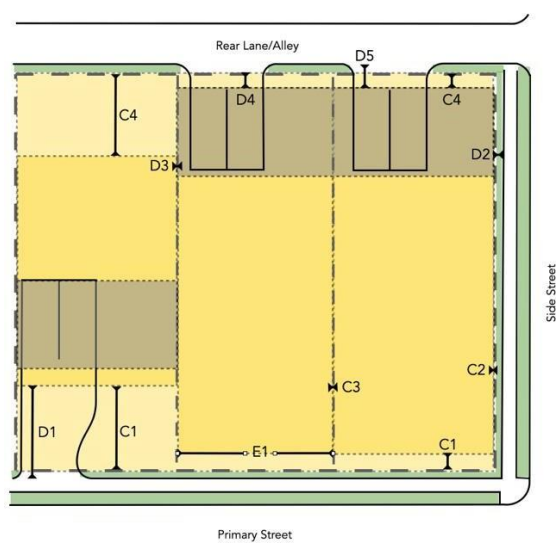 Rear Lane/Alley
D5
C4
D4
C4
D3
D2
Side Street
C2
C3
D1
C1
E1
C1
Primary Street